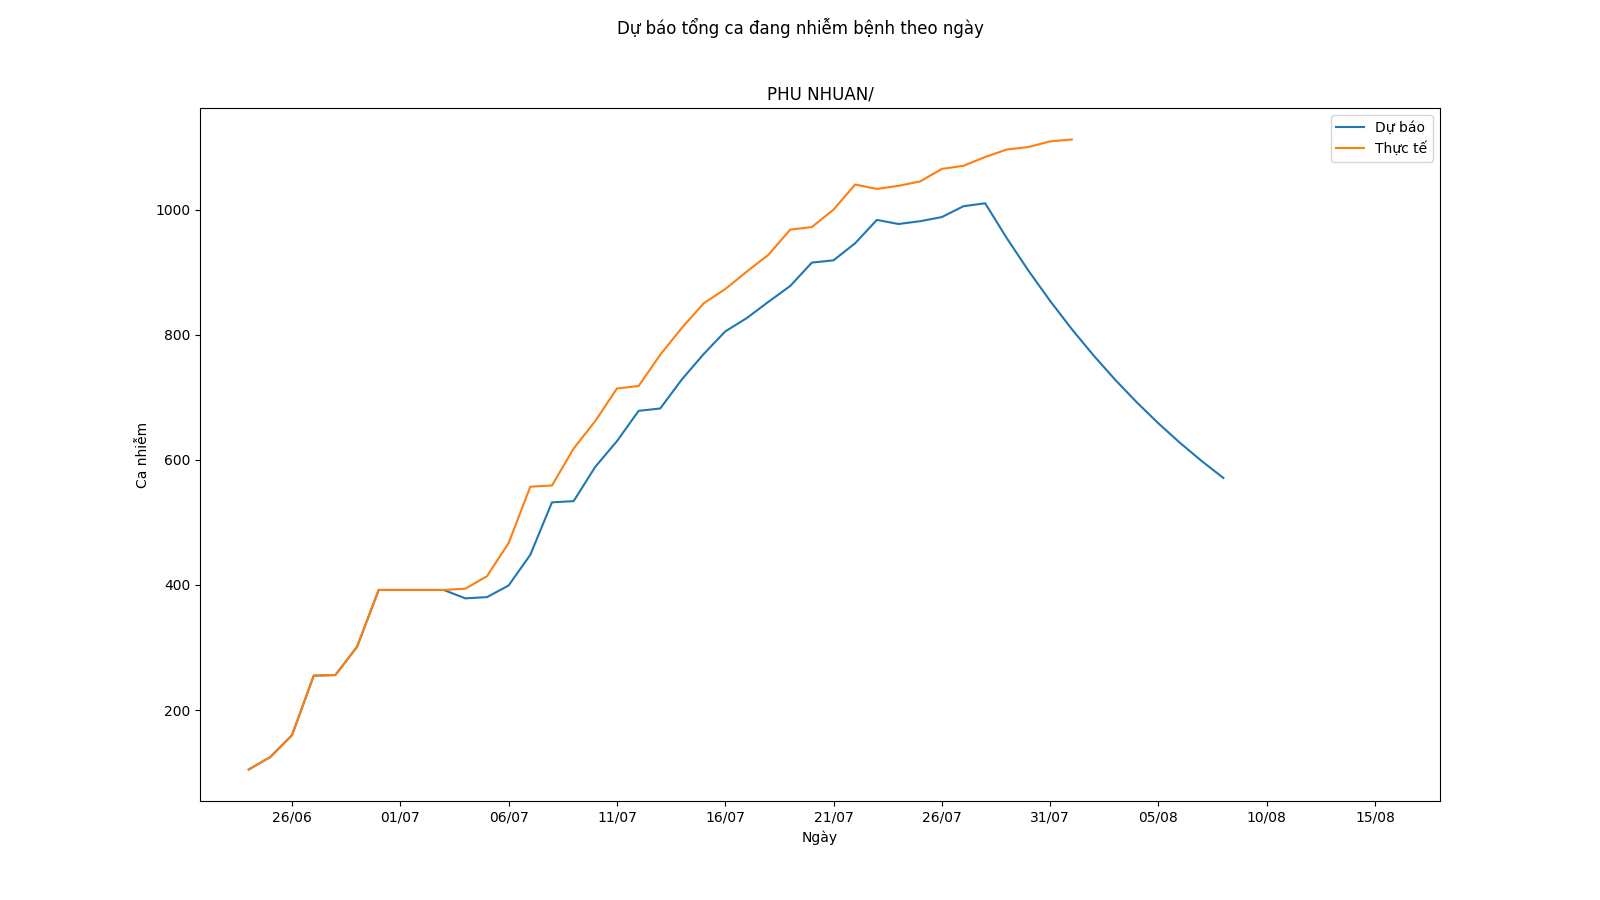 Dự báo tổng ca đang nhiễm bệnh theo ngày
PHU NHUAN/
Dự báo
Thực tế
1000
800
600
400
200
Ca nhiễm
26/06 01/07 06/07 11/07 16/07 21/07 26/07 31/07 05/08 10/08 15/08
Ngày